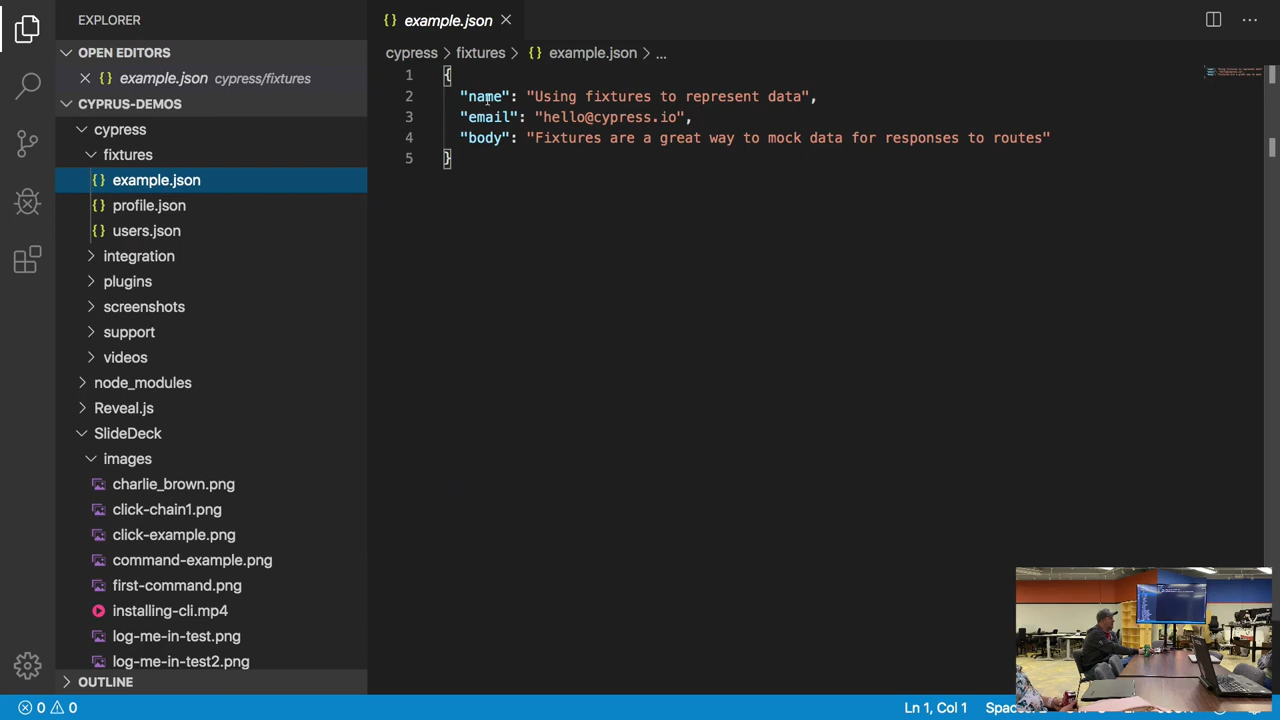 EXPLORER
OPEN EDITORS
{} example.json cypress/fixtures
CYPRUS-DEMOS
cypress
fixtures
{} example.json
{} profile.json
{} users.json
integration
plugins
screenshots
support
videos
node_modules
Reveal.js
SlideDeck
images
charlie_brown.png
click-chain1.png
click-example.png
command-example.png
first-command.png
installing-cli.mp4
log-me-in-test.png
log-me-in-test2.png
OUTLINE
{} example.json
cypress > fixtures > {} example.json > ...
1 {
2 "name": "Using fixtures to represent data",
3 "email": "hello@cypress.io",
4 "body": "Fixtures are a great way to mock data for responses to routes"
5 }
0 0
Ln 1, Col 1